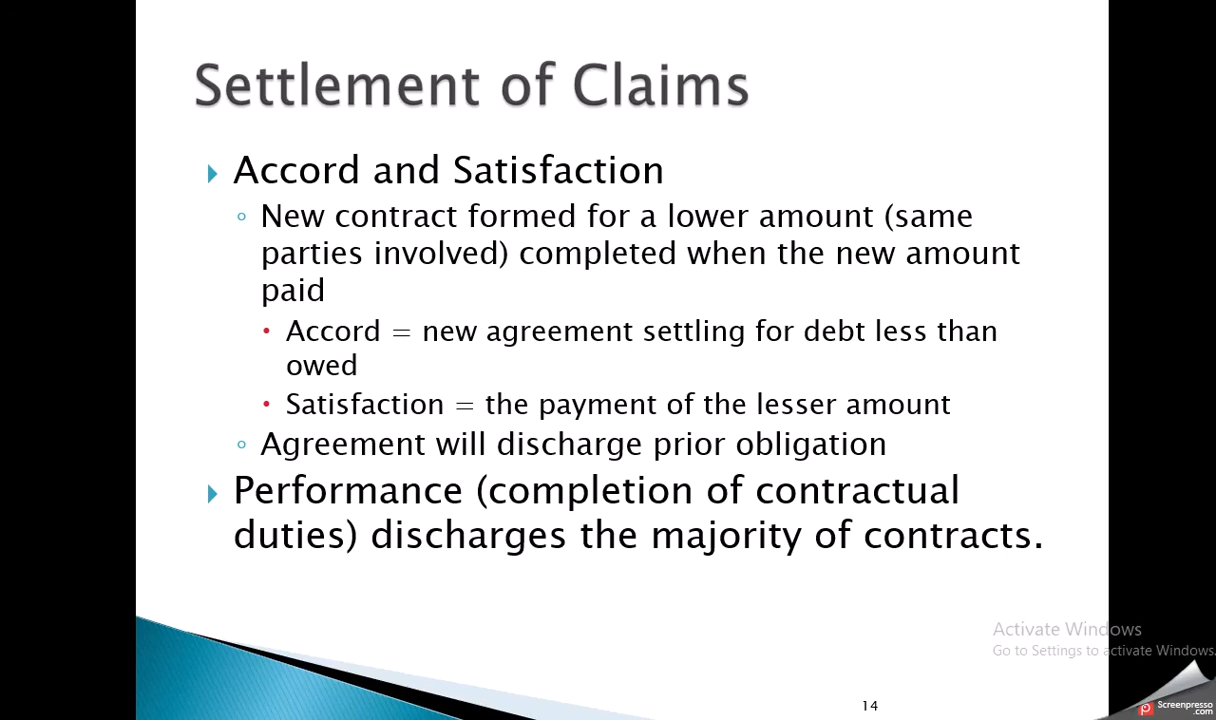 Settlement of Claims
Accord and Satisfaction
New contract formed for a lower amount (same
parties involved) completed when the new amount
paid
Accord = new agreement settling for debt less than
owed
Satisfaction = the payment of the lesser amount
Agreement will discharge prior obligation
Performance (completion of contractual
duties) discharges the majority of contracts.
Activate Windows
Go to Settings to activate Windows.
14
Screenpresso
.com